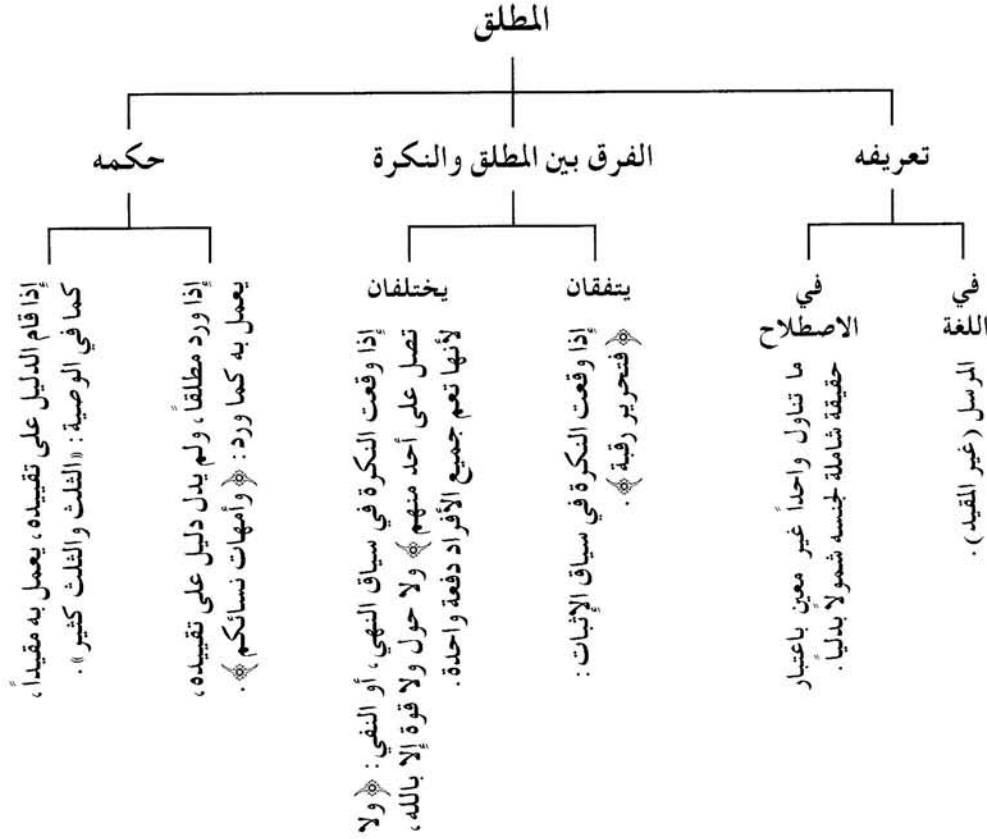 المطلق
تعريفه
في
اللغة
المرسل (غير المقيد).
في
الاصطلاح
ما تناول واحداً غير معين باعتبار
حقيقة شاملة لجنسه شمولاً بدلياً.
الفرق بين المطلق والنكرة
يتفقان
إذا وقعت النكرة في سياق الإثبات:
﴿فتحرير رقبة﴾.
يختلفان
إذا وقعت النكرة في سياق النهي، أو النفي: ﴿ولا
تصل على أحد منهم﴾ ولا حول ولا قوة إلا بالله،
لأنها تعم جميع الأفراد دفعة واحدة.
حكمه
إذا ورد مطلقاً، ولم يدل دليل على تقييده،
يعمل به كما ورد: ﴿وأمهات نسائكم﴾.
إذا قام الدليل على تقييده، يعمل به مقيداً،
كما في الوصية: «الثلث والثلث كثير».